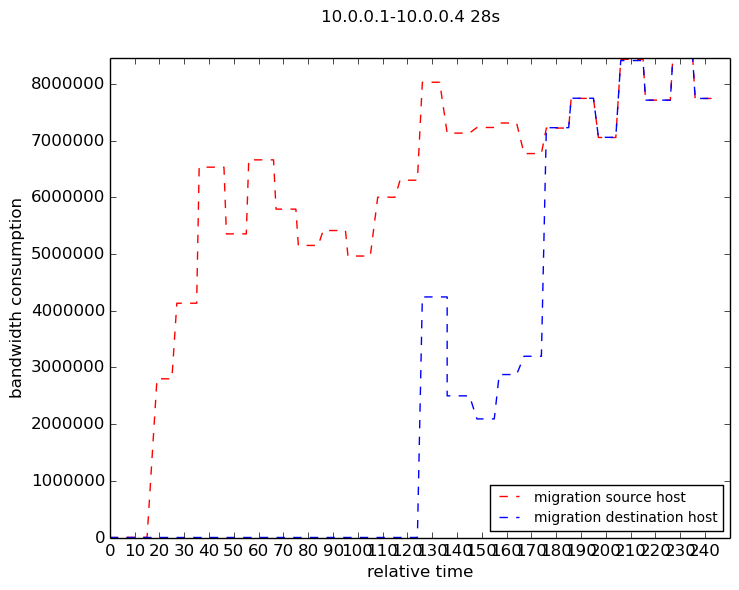 10.0.0.1-10.0.0.4 28s
8000000
7000000
6000000
5000000
4000000
3000000
2000000
1000000
0
bandwidth consumption
migration source host
migration destination host
0 10 20 30 40 50 60 70 80 90 100 110 120 130 140 150 160 170 180 190 200 210 220 230 240
relative time